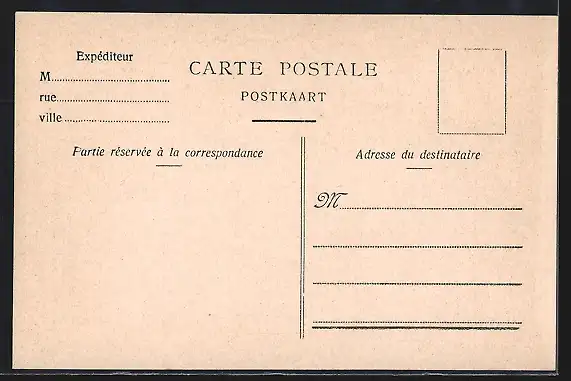 Expéditeur
M
rue
ville
CARTE POSTALE
POSTKAART
Partie réservée à la correspondance
Adresse du destinataire
M